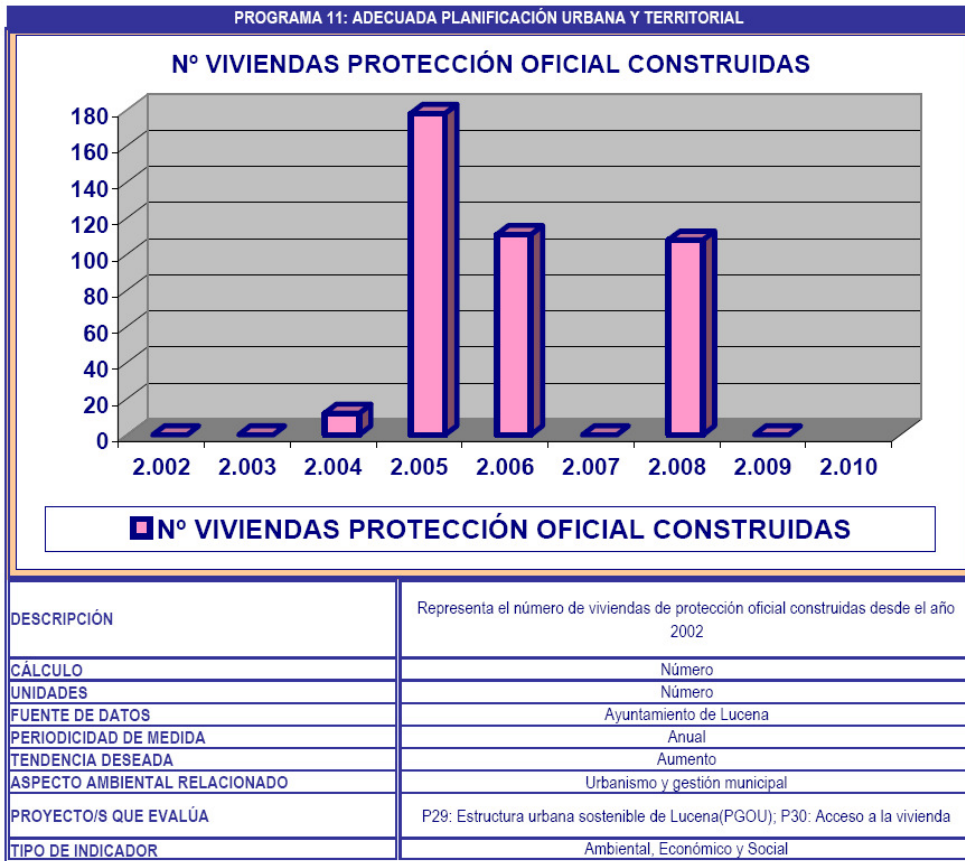 PROGRAMA 11: ADECUADA PLANIFICACIÓN URBANA Y TERRITORIAL
Nº VIVIENDAS PROTECCIÓN OFICIAL CONSTRUIDAS
180
160
140
120
100
80
60
40
20
0
2.002 2.003 2.004 2.005 2.006 2.007 2.008 2.009 2.010
Nº VIVIENDAS PROTECCIÓN OFICIAL CONSTRUIDAS
DESCRIPCIÓN
Representa el número de viviendas de protección oficial construidas desde el año
2002
CÁLCULO Número
UNIDADES Número
FUENTE DE DATOS Ayuntamiento de Lucena
PERIODICIDAD DE MEDIDA Anual
TENDENCIA DESEADA Aumento
ASPECTO AMBIENTAL RELACIONADO Urbanismo y gestión municipal
PROYECTO/S QUE EVALÚA P29: Estructura urbana sostenible de Lucena(PGOU); P30: Acceso a la vivienda
TIPO DE INDICADOR Ambiental, Económico y Social